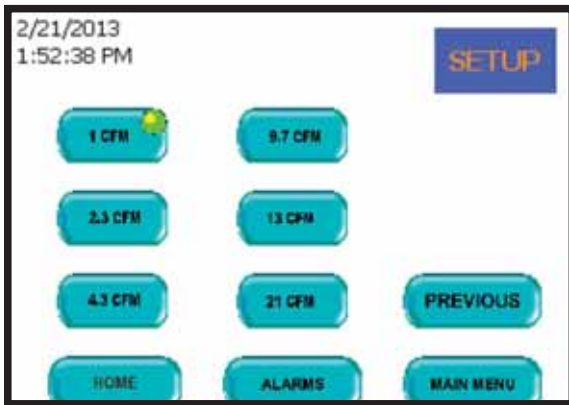 2/21/2013
1:52:38 PM
SETUP
1 CFM
9.7 CFM
2.3 CFM
13 CFM
4.3 CFM
21 CFM
PREVIOUS
HOME
ALARMS
MAIN MENU